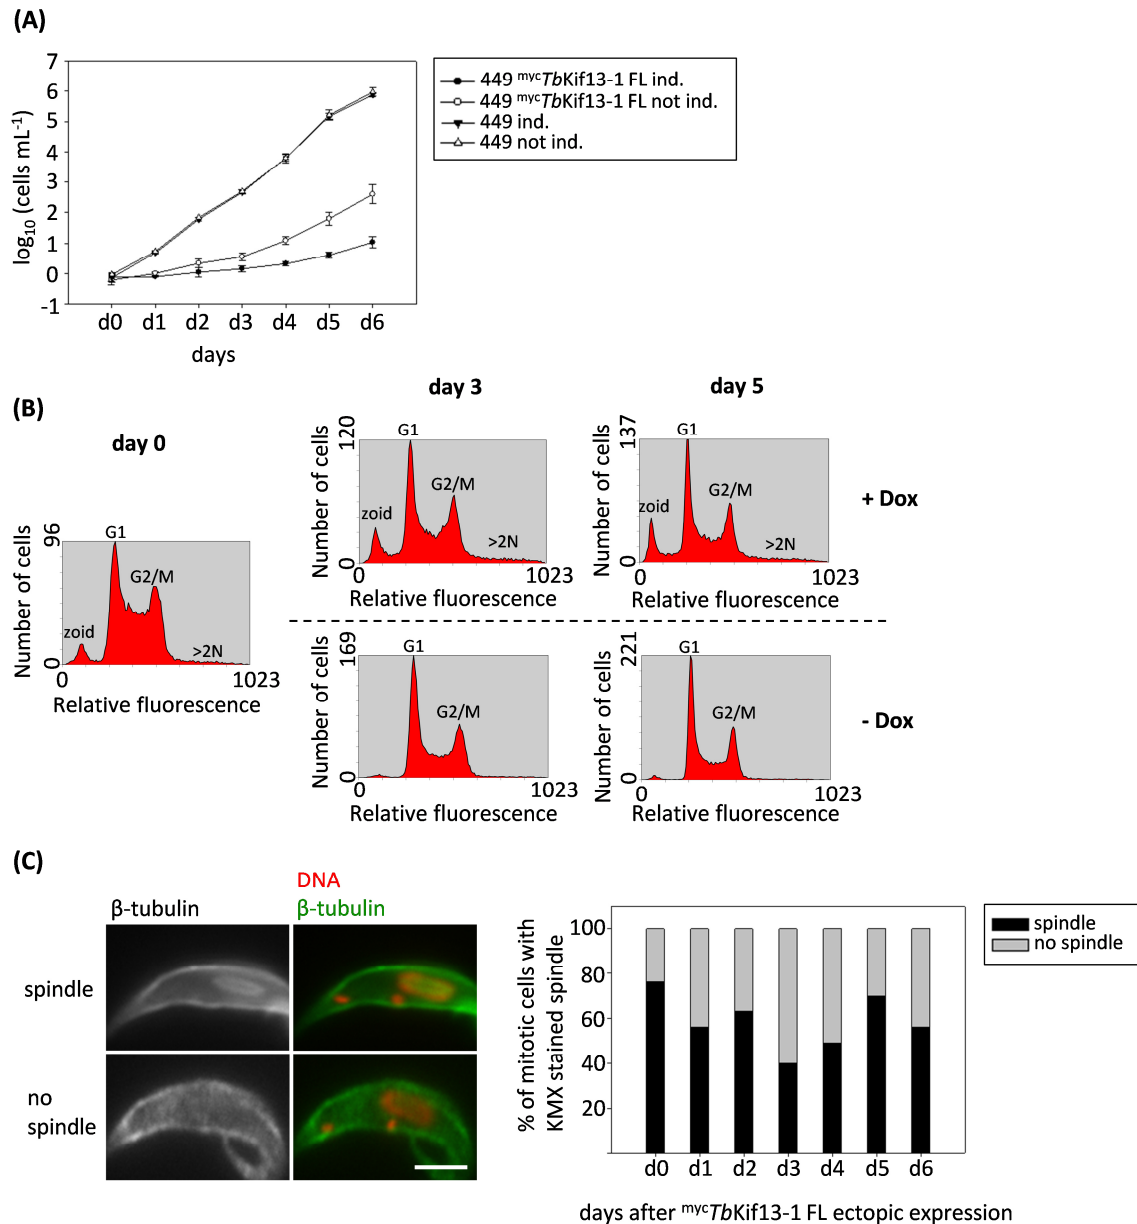 (A)
7
6
5
4
3
2
1
0
-1
log10 (cells mL-1)
d0 d1 d2 d3 d4 d5 d6
days
449 mycTbKif13-1 FL ind.
449 mycTbKif13-1 FL not ind.
449 ind.
449 not ind.
(B)
day 0
day 3
day 5
Number of cells
96
0
zoid
G1
G2/M
>2N
0
1023
Relative fluorescence
Number of cells
120
0
zoid
G1
G2/M
>2N
0
1023
Relative fluorescence
Number of cells
137
0
zoid
G1
G2/M
>2N
0
1023
Relative fluorescence
+ Dox
Number of cells
169
0
G1
G2/M
0
1023
Relative fluorescence
Number of cells
221
0
G1
G2/M
0
1023
Relative fluorescence
- Dox
(C)
β-tubulin
DNA
β-tubulin
spindle
no
spindle
% of mitotic cells with
KMX stained spindle
100
80
60
40
20
d0 d1 d2 d3 d4 d5 d6
days after mycTbKif13-1 FL ectopic expression
spindle
no spindle